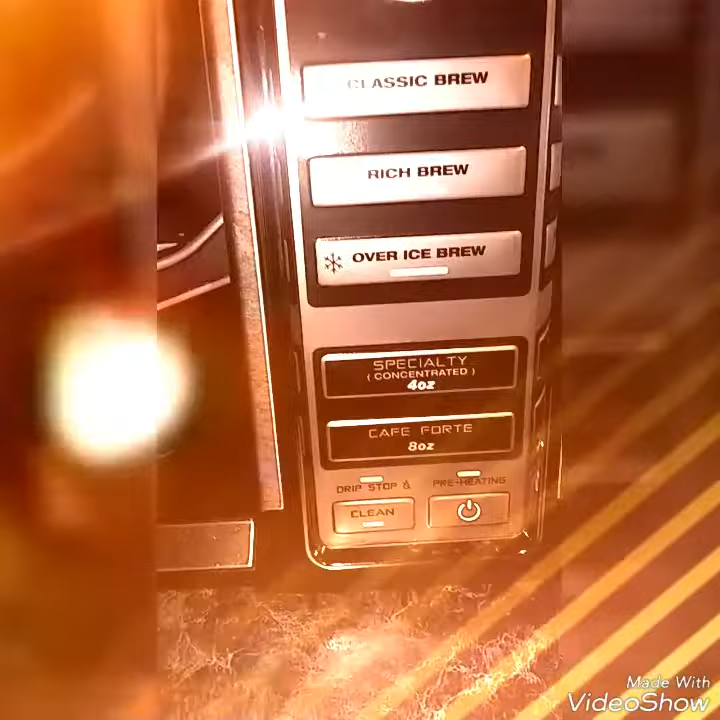 CLASSIC BREW
RICH BREW
OVER ICE BREW
SPECIALTY
( CONCENTRATED )
4oz
CAFE FORTE
8oz
DRIP STOP &
CLEAN
PRE-HEATING
Made With
VideoShow